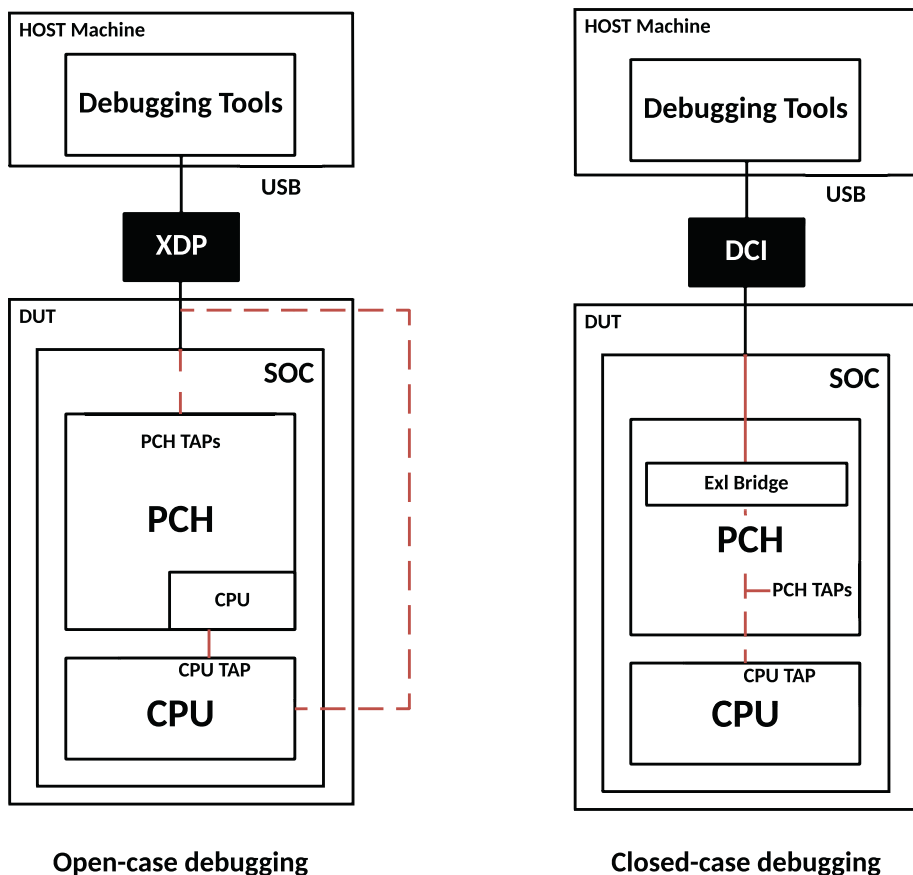 HOST Machine
Debugging Tools
USB
XDP
DUT
SOC
PCH TAPs
PCH
CPU
CPU TAP
CPU
Open-case debugging
HOST Machine
Debugging Tools
USB
DCI
DUT
SOC
ExI Bridge
PCH
PCH TAPs
CPU TAP
CPU
Closed-case debugging